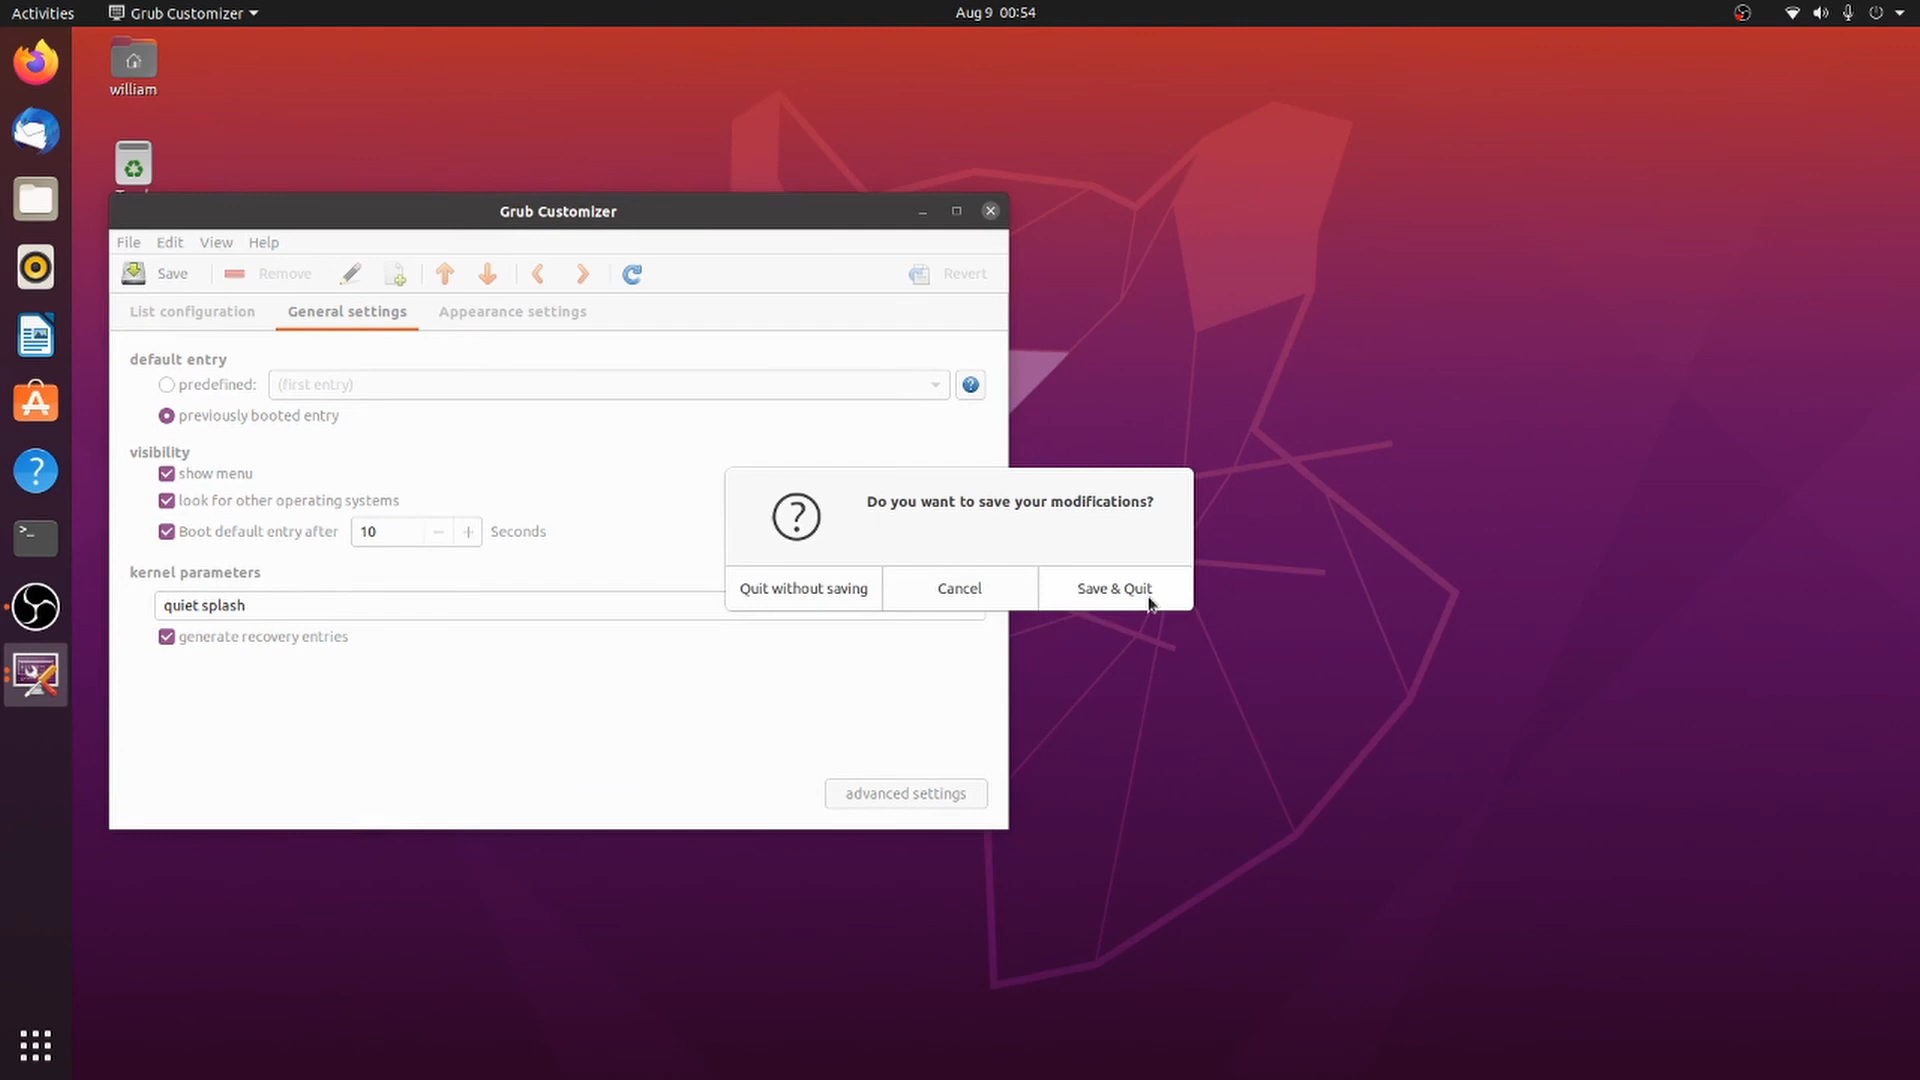 Activities
Grub Customizer
Aug 9 00:54
william
Grub Customizer
File Edit View Help
Save Remove Revert
List configuration General settings Appearance settings
default entry
predefined: (first entry)
previously booted entry
visibility
show menu
look for other operating systems
Boot default entry after 10 Seconds
kernel parameters
quiet splash
generate recovery entries
advanced settings
Do you want to save your modifications?
Quit without saving Cancel Save & Quit